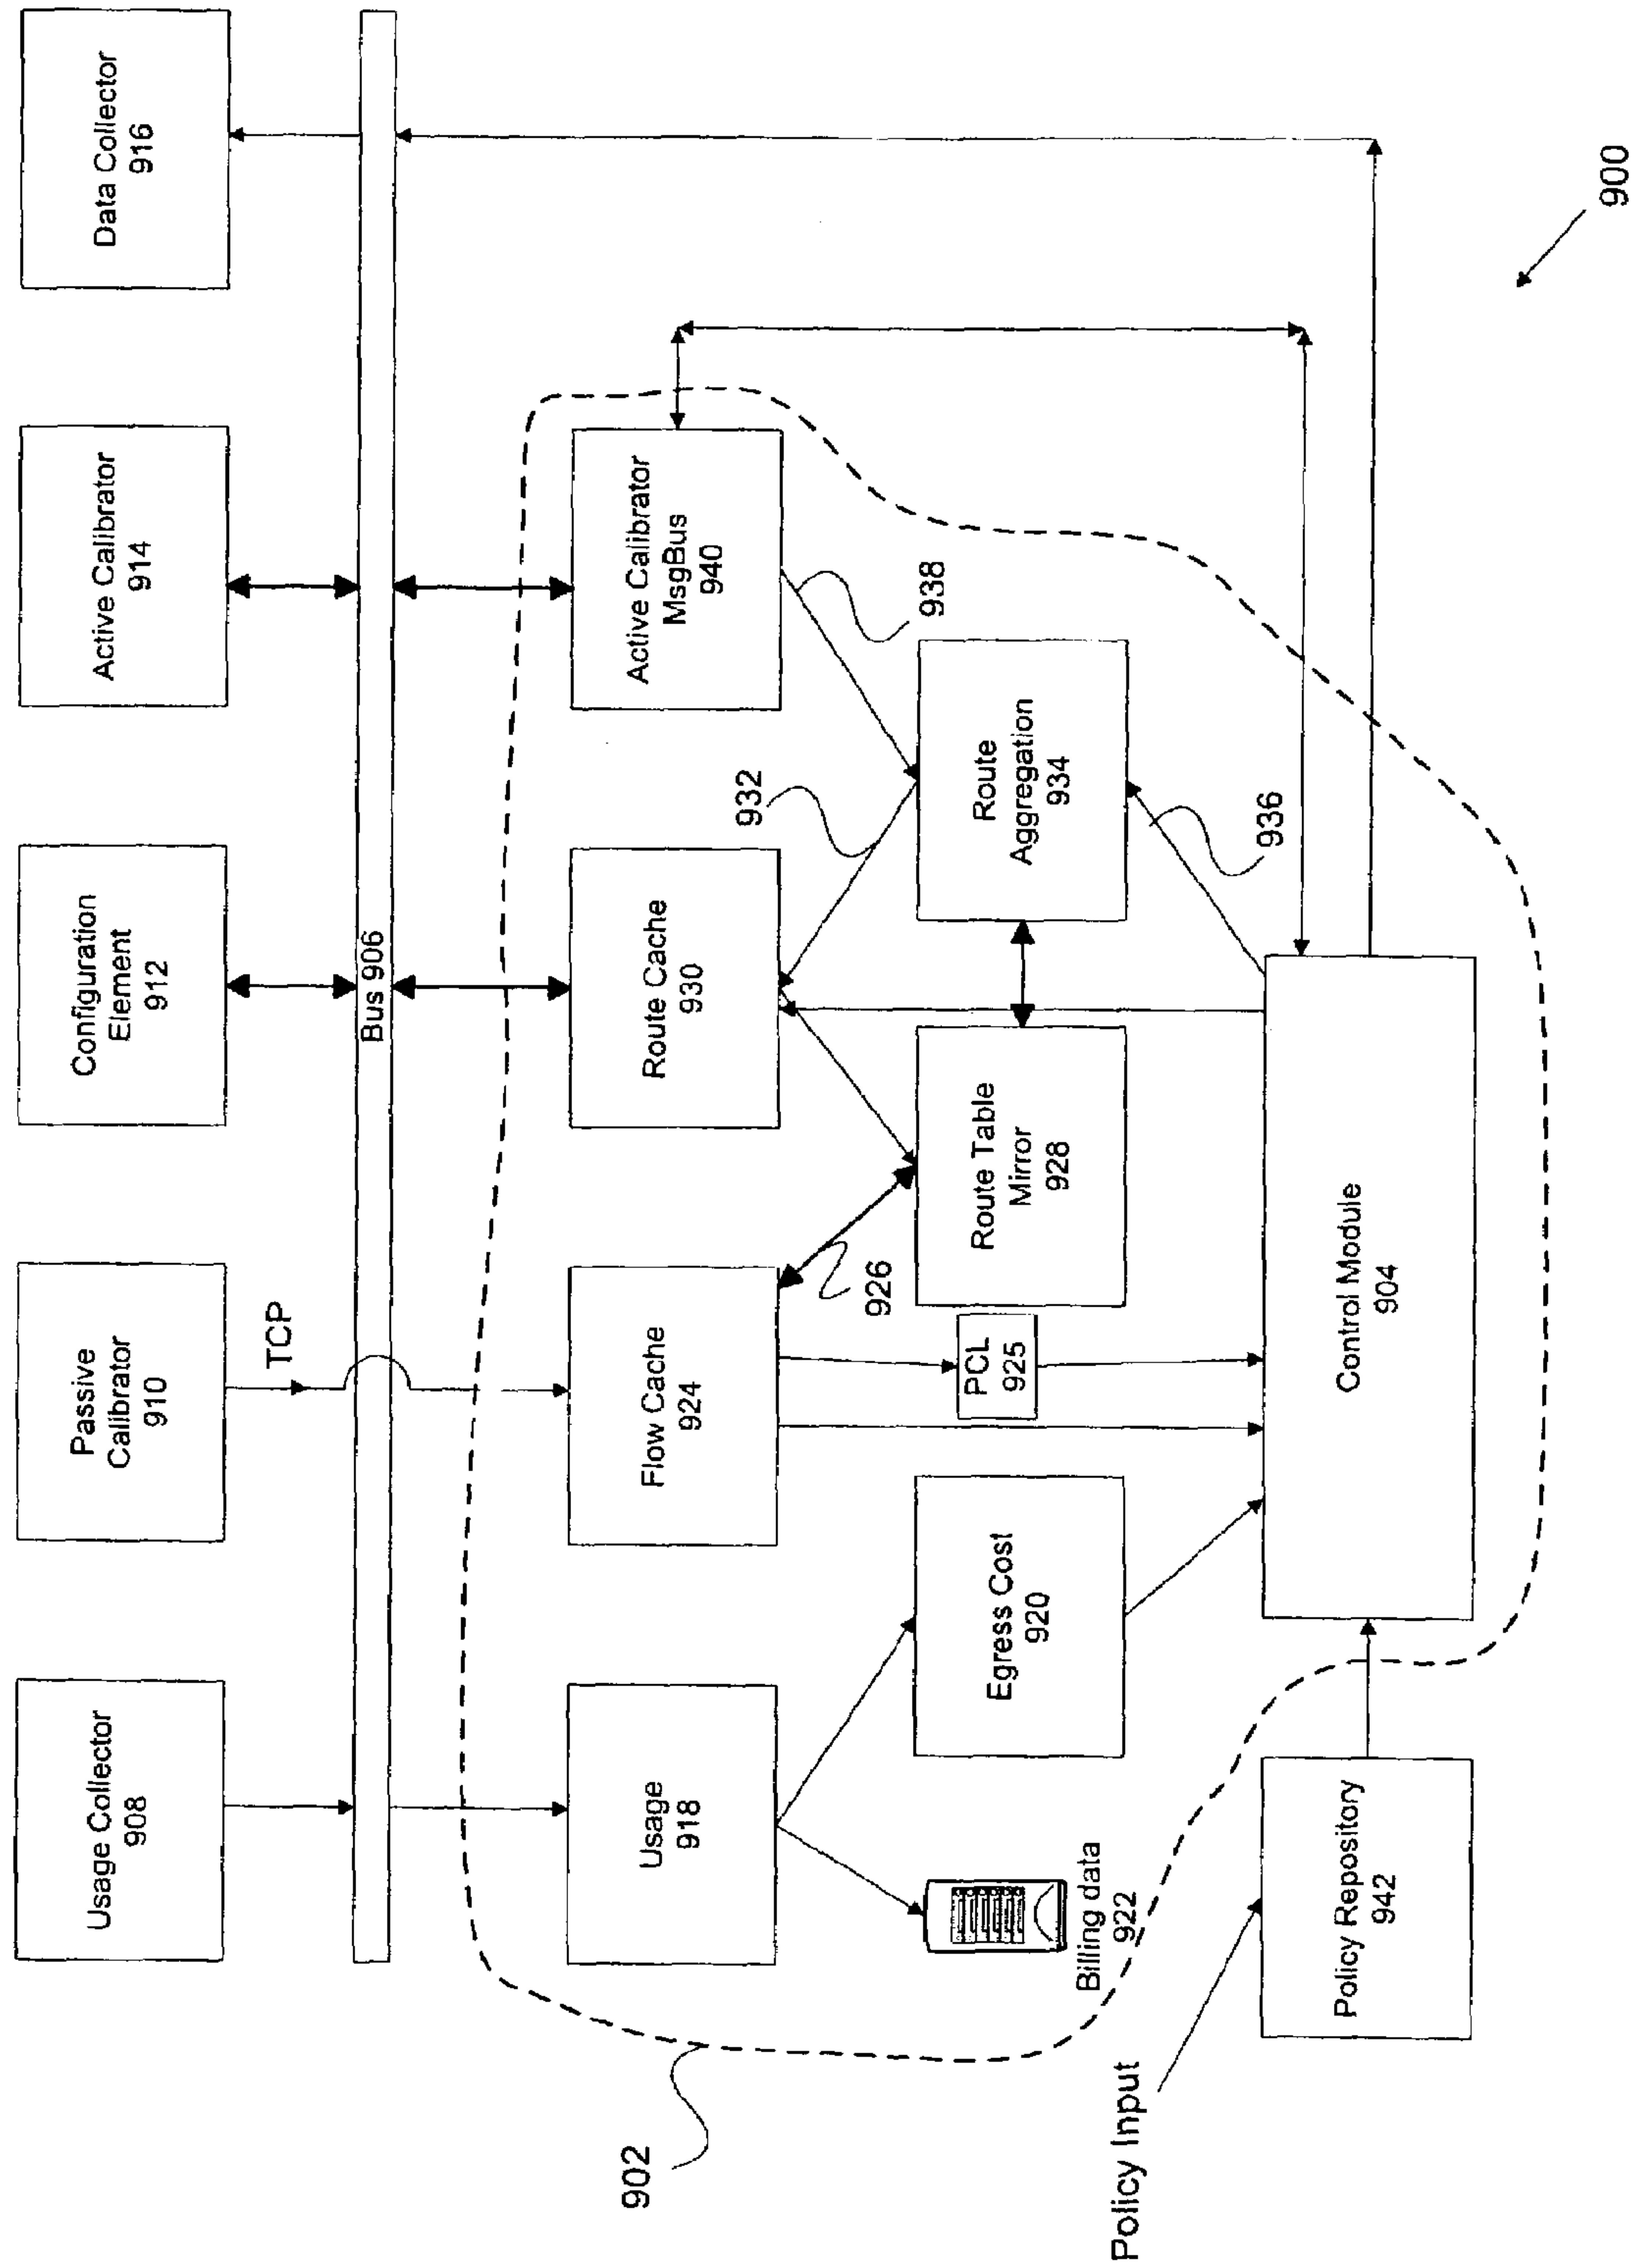 Usage Collector
908
Passive
Calibrator
910
Configuration
Element
912
Active Calibrator
914
Data Collector
916
TCP
Bus 906
Usage
918
Flow Cache
924
Route Cache
930
Active Calibrator
MsgBus
940
902
926
932
938
Billing data
922
Egress Cost
920
PCL
925
Route Table
Mirror
928
Route
Aggregation
934
936
Policy Input
Policy Repository
942
Control Module
904
900